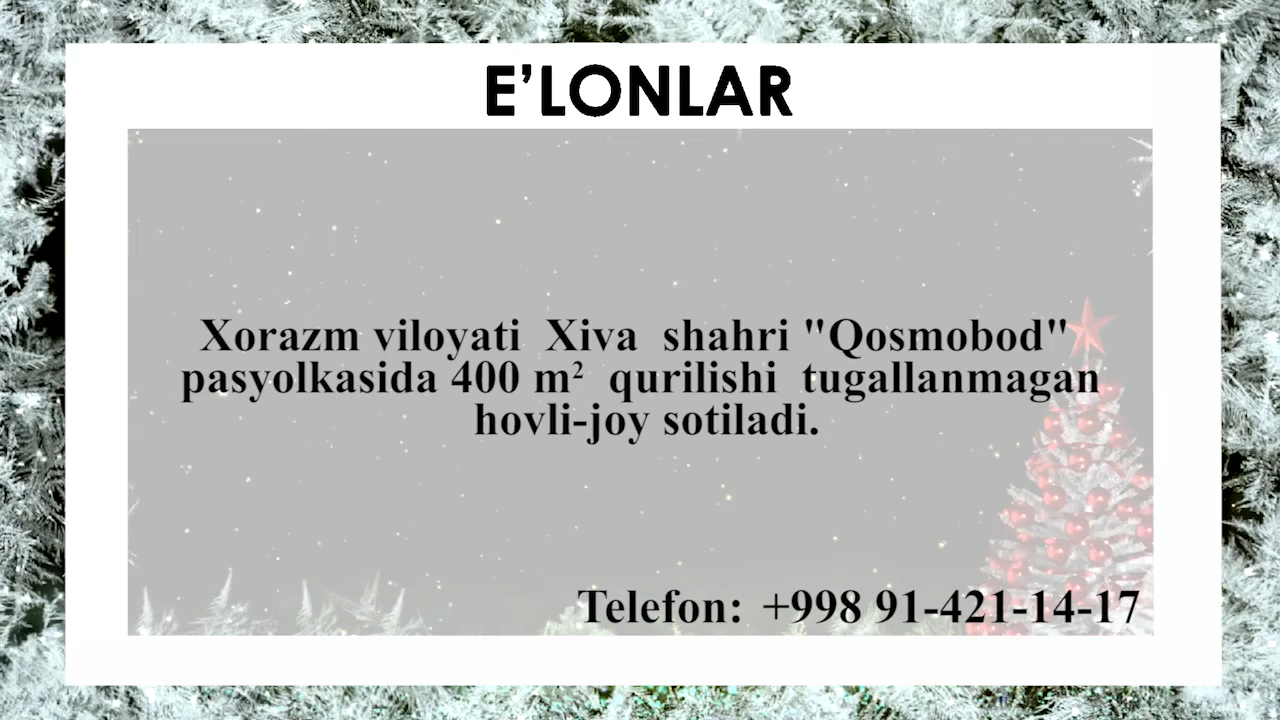 E’LONLAR
Xorazm viloyati Xiva shahri "Qosmobod"
pasyolkasida 400 m² qurilishi tugallanmagan
hovli-joy sotiladi.
Telefon: +998 91-421-14-17